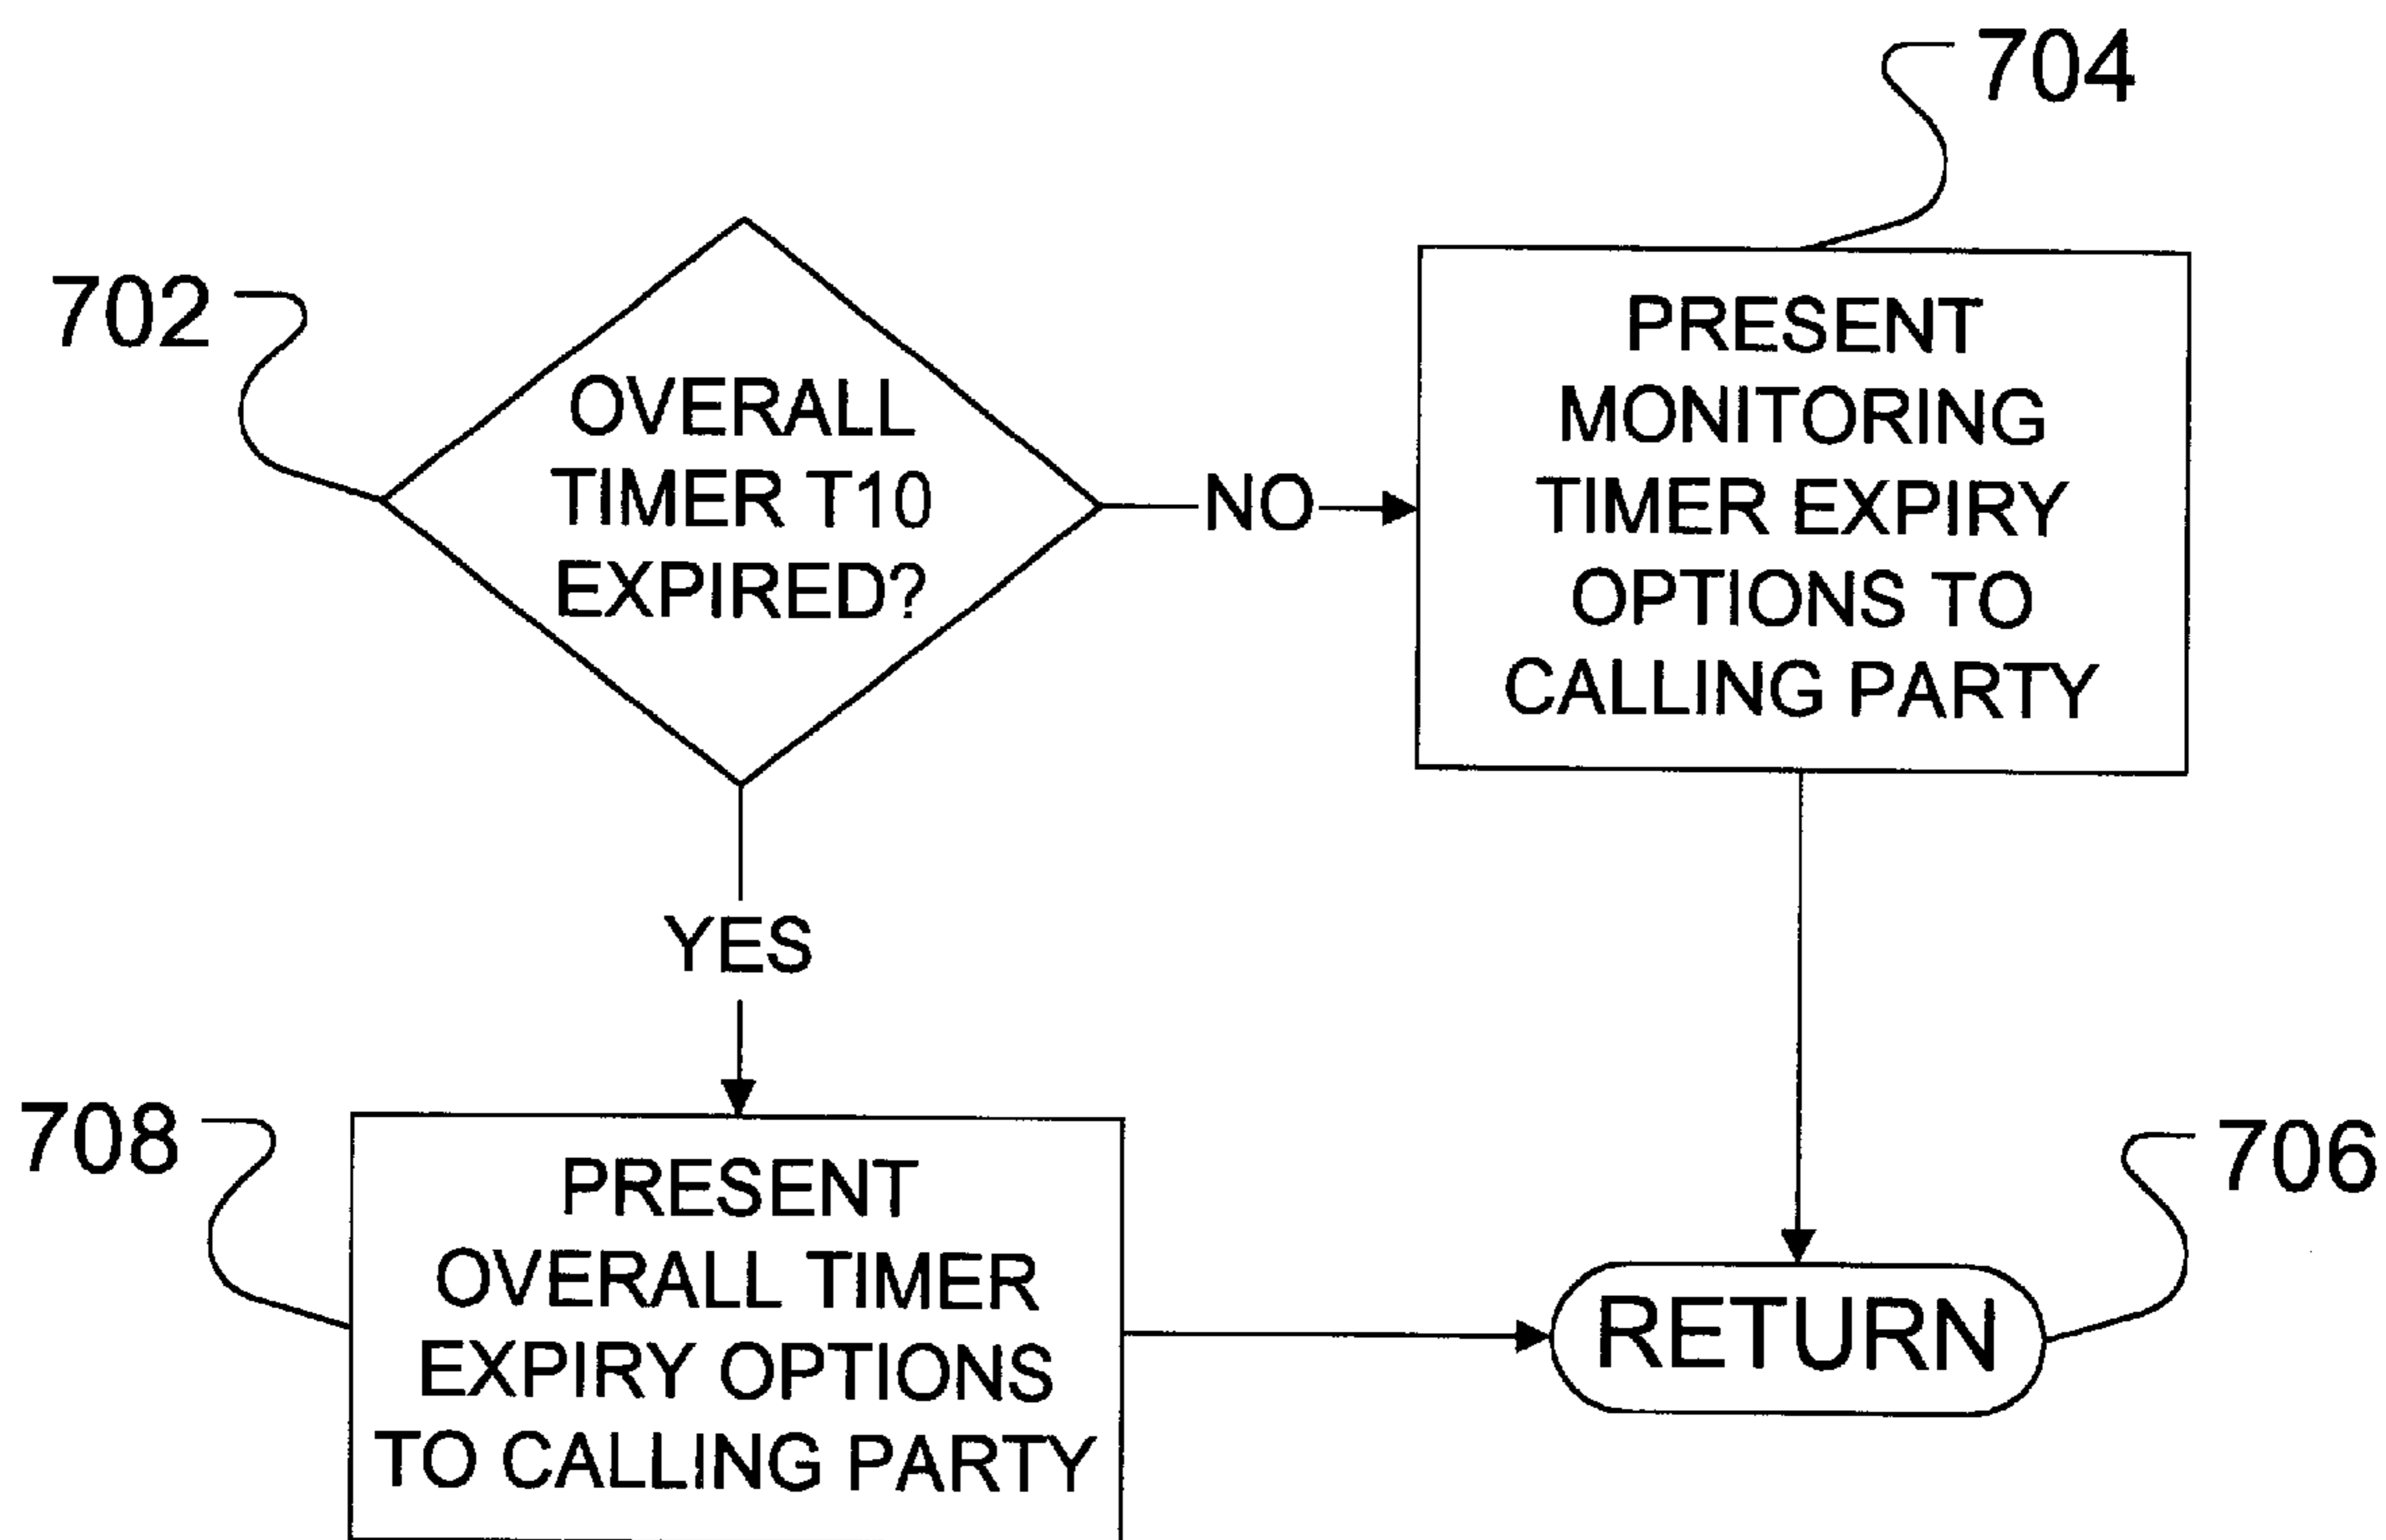 704
702
OVERALL
TIMER T10
EXPIRED?
NO
PRESENT
MONITORING
TIMER EXPIRY
OPTIONS TO
CALLING PARTY
YES
708
PRESENT
OVERALL TIMER
EXPIRY OPTIONS
TO CALLING PARTY
706
RETURN